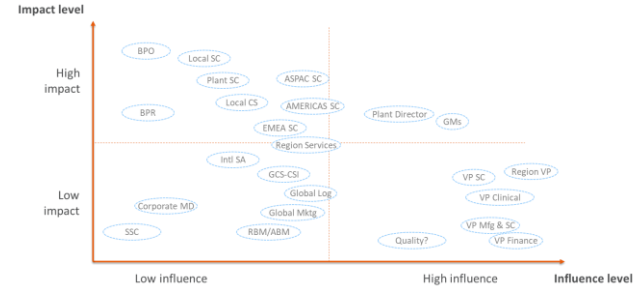 Impact level
BPO
Local SC
High
impact
Plant SC
ASPAC SC
Local CS
AMERICAS SC
BPR
Plant Director
GMs
EMEA SC
Region Services
Intl SA
GCS-CSI
VP SC
Region VP
Low
impact
Global Log
VP Clinical
Corporate MD
Global Mktg
SSC
RBM/ABM
VP Mfg & SC
Quality?
VP Finance
Low influence
High influence
Influence level